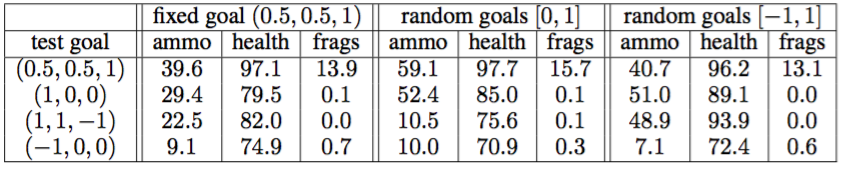 fixed goal (0.5, 0.5, 1) random goals [0, 1] random goals [−1, 1]
test goal ammo health frags ammo health frags ammo health frags
(0.5, 0.5, 1) 39.6 97.1 13.9 59.1 97.7 15.7 40.7 96.2 13.1
(1, 0, 0) 29.4 79.5 0.1 52.4 85.0 0.1 51.0 89.1 0.0
(1, 1, −1) 22.5 82.0 0.0 10.5 75.6 0.1 48.9 93.9 0.0
(−1, 0, 0) 9.1 74.9 0.7 10.0 70.9 0.3 7.1 72.4 0.6